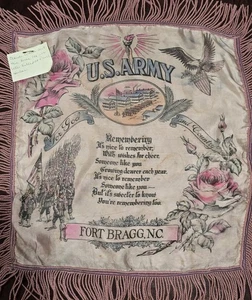 U.S. ARMY
Remembering
It's nice to remember,
With wishes for cheer
Someone like you
Growing dearer each year.
It's nice to remember
Someone like you—
But it's sweeter to know
You're remembering too.
FORT BRAGG, N.C.